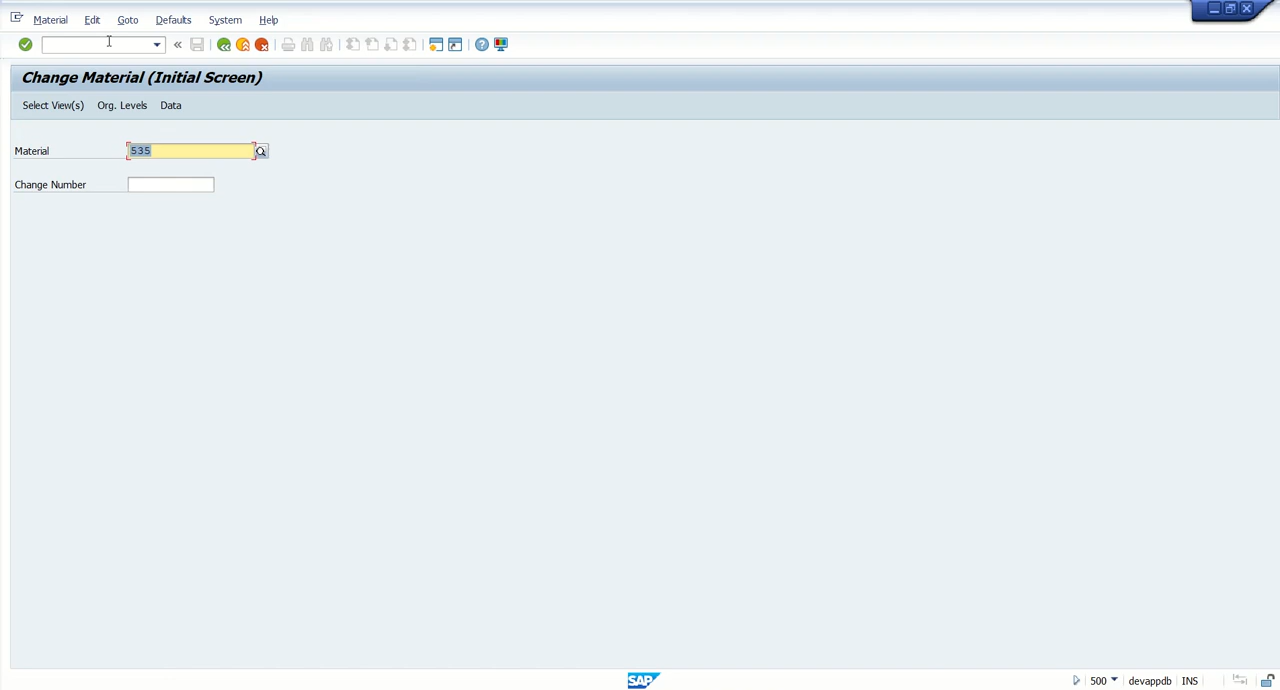 Material Edit Goto Defaults System Help
Change Material (Initial Screen)
Select View(s) Org. Levels Data
Material 535
Change Number
SAP 500 devappdb INS